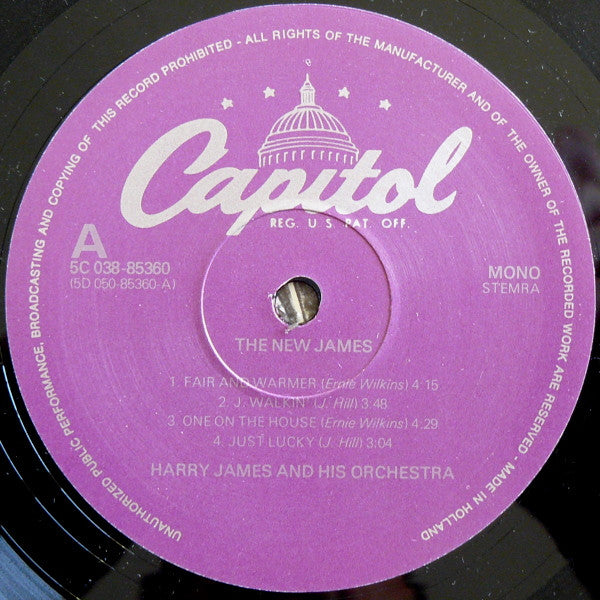 UNAUTHORIZED PUBLIC PERFORMANCE, BROADCASTING AND COPYING OF THIS RECORD PROHIBITED - ALL RIGHTS OF THE MANUFACTURER AND OF THE OWNER OF THE RECORDED WORK ARE RESERVED - MADE IN HOLLAND
Capitol
REG. U.S. PAT. OFF.
A
5C 038-85360
(5D 050-85360-A)
MONO
STEMRA
THE NEW JAMES
1. FAIR AND WARMER (Ernie Wilkins) 4:15
2. J. WALKIN' (J. Hill) 3:48
3. ONE ON THE HOUSE (Ernie Wilkins) 4:29
4. JUST LUCKY (J. Hill) 3:04
HARRY JAMES AND HIS ORCHESTRA